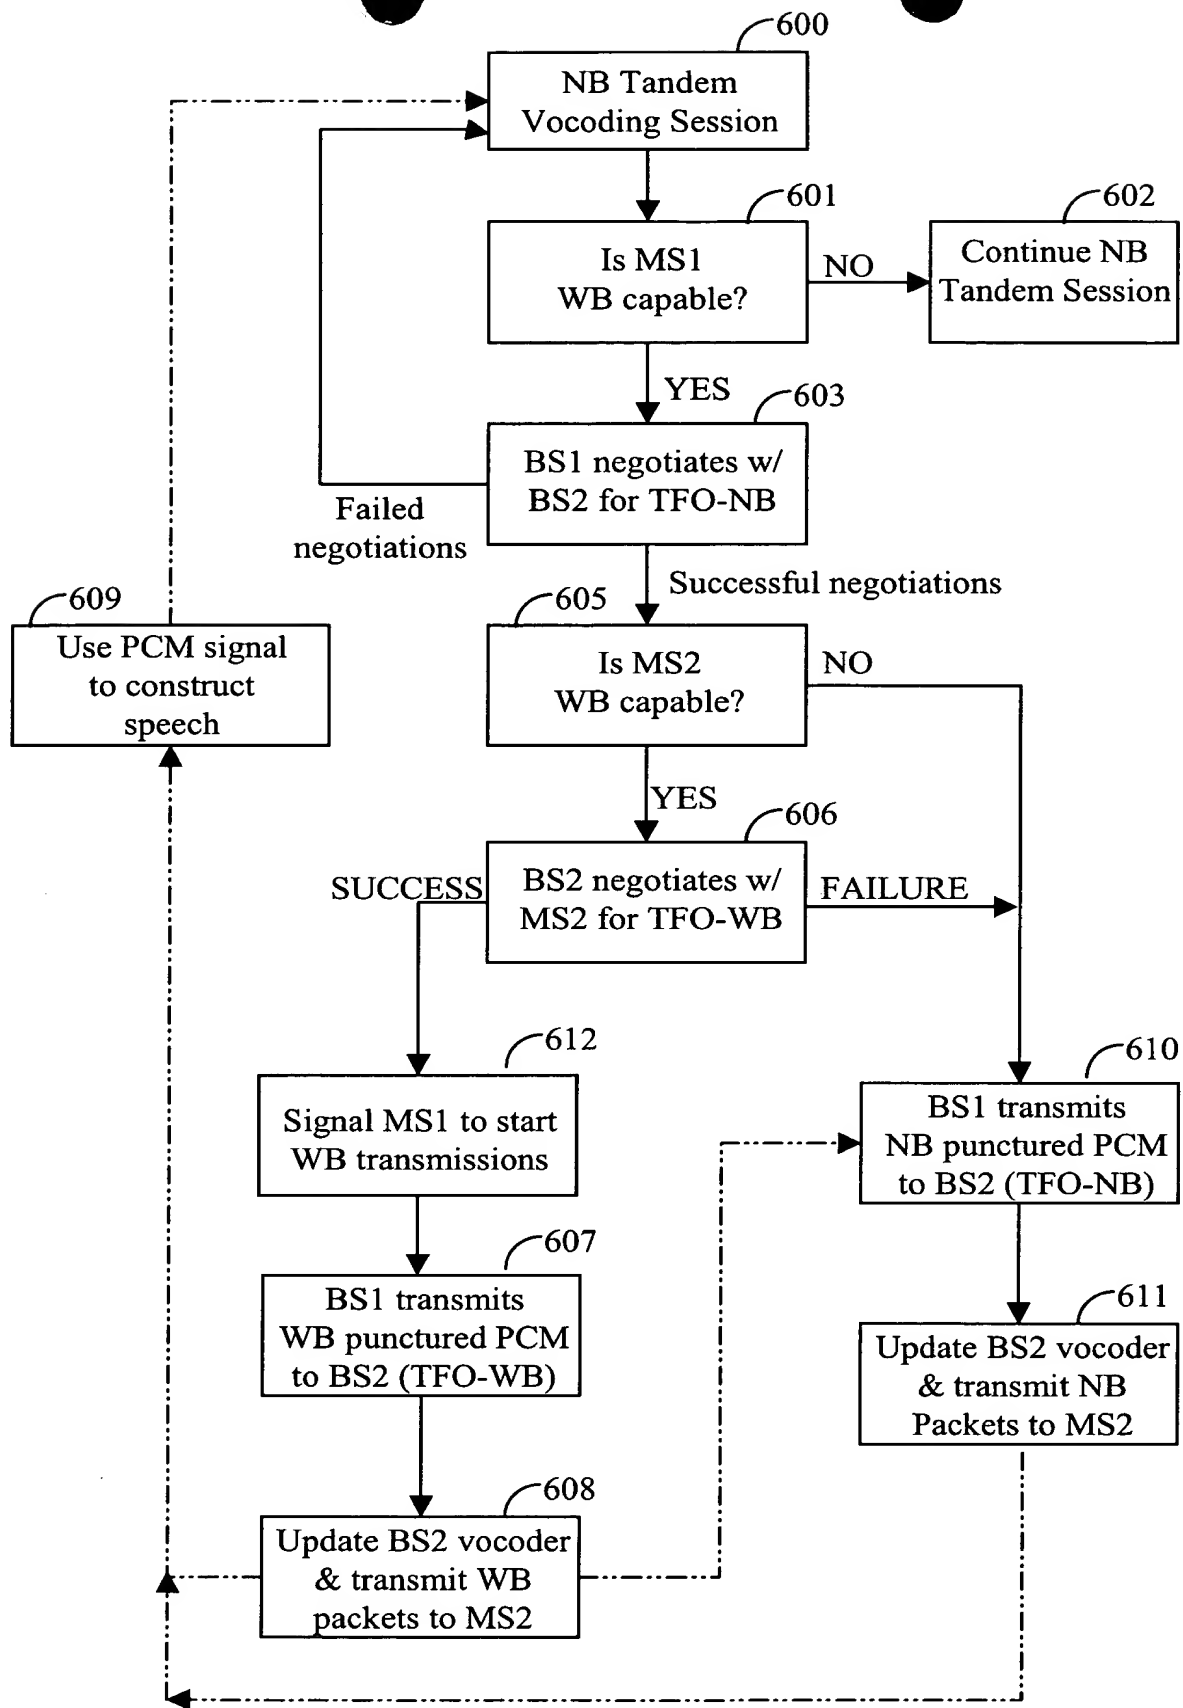 600
NB Tandem
Vocoding Session
601
602
Is MS1
WB capable?
NO
Continue NB
Tandem Session
YES
603
BS1 negotiates w/
BS2 for TFO-NB
Failed
negotiations
Successful negotiations
609
605
Use PCM signal
to construct
speech
Is MS2
WB capable?
NO
YES
606
SUCCESS
BS2 negotiates w/
MS2 for TFO-WB
FAILURE
612
610
Signal MS1 to start
WB transmissions
BS1 transmits
NB punctured PCM
to BS2 (TFO-NB)
607
BS1 transmits
WB punctured PCM
to BS2 (TFO-WB)
611
Update BS2 vocoder
& transmit NB
Packets to MS2
608
Update BS2 vocoder
& transmit WB
packets to MS2